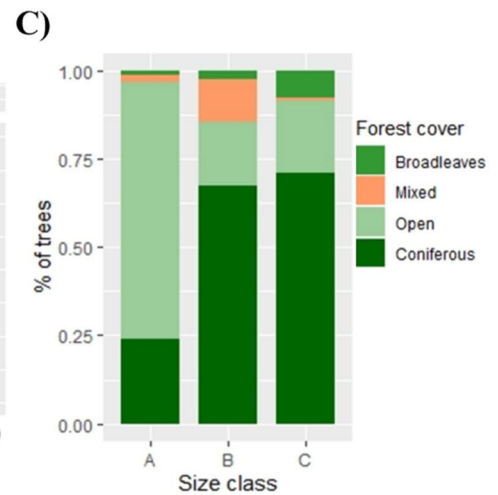 C)
1.00
0.75
0.50
0.25
0.00
% of trees
A B C
Size class
Forest cover
Broadleaves
Mixed
Open
Coniferous